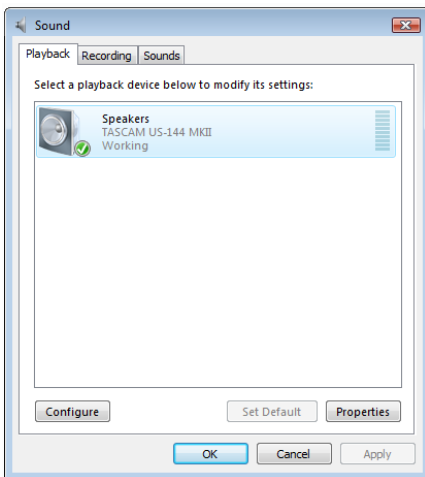 Sound
Playback Recording Sounds
Select a playback device below to modify its settings:
Speakers
TASCAM US-144 MKII
Working
Configure Set Default Properties
OK Cancel Apply